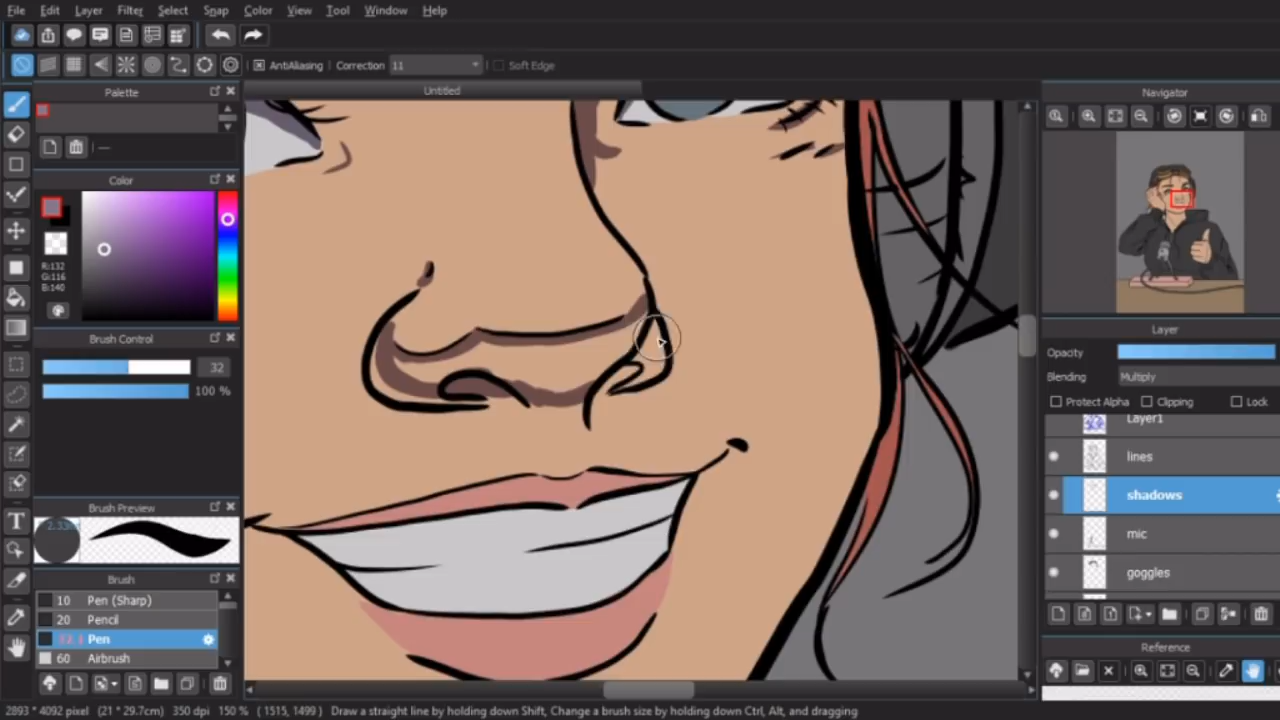 File Edit Layer Filter Select Snap Color View Tool Window Help
AntiAliasing Correction 11 Soft Edge
Palette
Untitled
Navigator
Color
R:132
G:116
B:140
Brush Control
32
100 %
Layer
Opacity
Blending Multiply
Protect Alpha Clipping Lock
Layer1
lines
shadows
mic
goggles
Brush Preview
Brush
10 Pen (Sharp)
20 Pencil
Pen
60 Airbrush
Reference
2893 * 4092 pixel (21 * 29.7cm) 350 dpi 150 % ( 1515, 1499 ) Draw a straight line by holding down Shift, Change a brush size by holding down Ctrl, Alt, and dragging